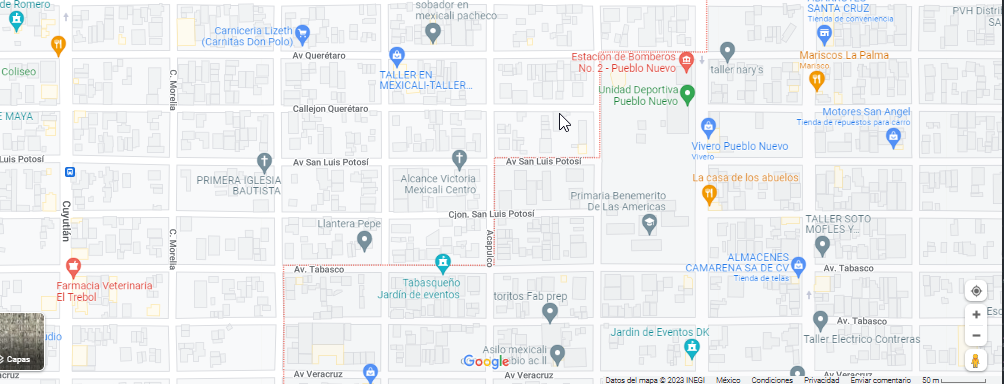 de Romero
sobador en
mexicali pacheco
SANTA CRUZ
Tienda de conveniencia
PVH Distri
Carniceria Lizeth
(Carnitas Don Polo)
Av Querétaro
Coliseo
TALLER EN
MEXICALI-TALLER...
Estación de Bomberos
No. 2 - Pueblo Nuevo
taller nary's
Mariscos La Palma
Marisco
C. Morelia
Callejon Querétaro
Unidad Deportiva
Pueblo Nuevo
MAYA
Motores San Angel
Tienda de repuestos para carro
Vivero Pueblo Nuevo
Vivero
Luis Potosí
Av San Luis Potosí
Av San Luis Potosí
PRIMERA IGLESIA
BAUTISTA
Alcance Victoria
Mexicali Centro
La casa de los abuelos
Primaria Benemerito
De Las Americas
Cuyutlán
Cjon. San Luis Potosí
Llantera Pepe
C. Morelia
Acapulco
TALLER SOTO
MOFLES Y...
ALMACENES
CAMARENA SA DE CV
Tienda de telas
Av. Tabasco
Av. Tabasco
Farmacia Veterinaria
El Trebol
Tabasqueño
Jardín de eventos
toritos Fab prep
Av. Tabasco
Jardin de Eventos DK
Taller Electrico Contreras
Asilo mexicali
Google
Capas
Av Veracruz
Av Veracruz
Av Veracruz
Datos del mapa © 2023 INEGI México Condiciones Privacidad Enviar comentario 50 m